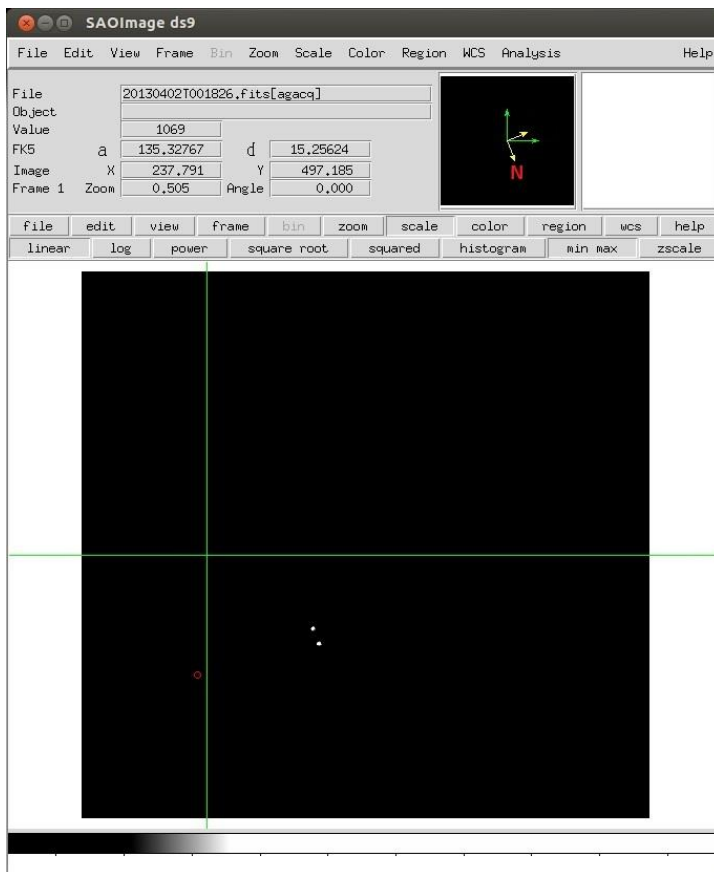 SAOImage ds9
File Edit View Frame Bin Zoom Scale Color Region WCS Analysis Help
File 20130402T001826.fits[agacq]
Object
Value 1069
FK5 a 135.32767 d 15.25624
Image X 237.791 Y 497.185
Frame 1 Zoom 0.505 Angle 0.000
N
file edit view frame bin zoom scale color region wcs help
linear log power square root squared histogram min max zscale